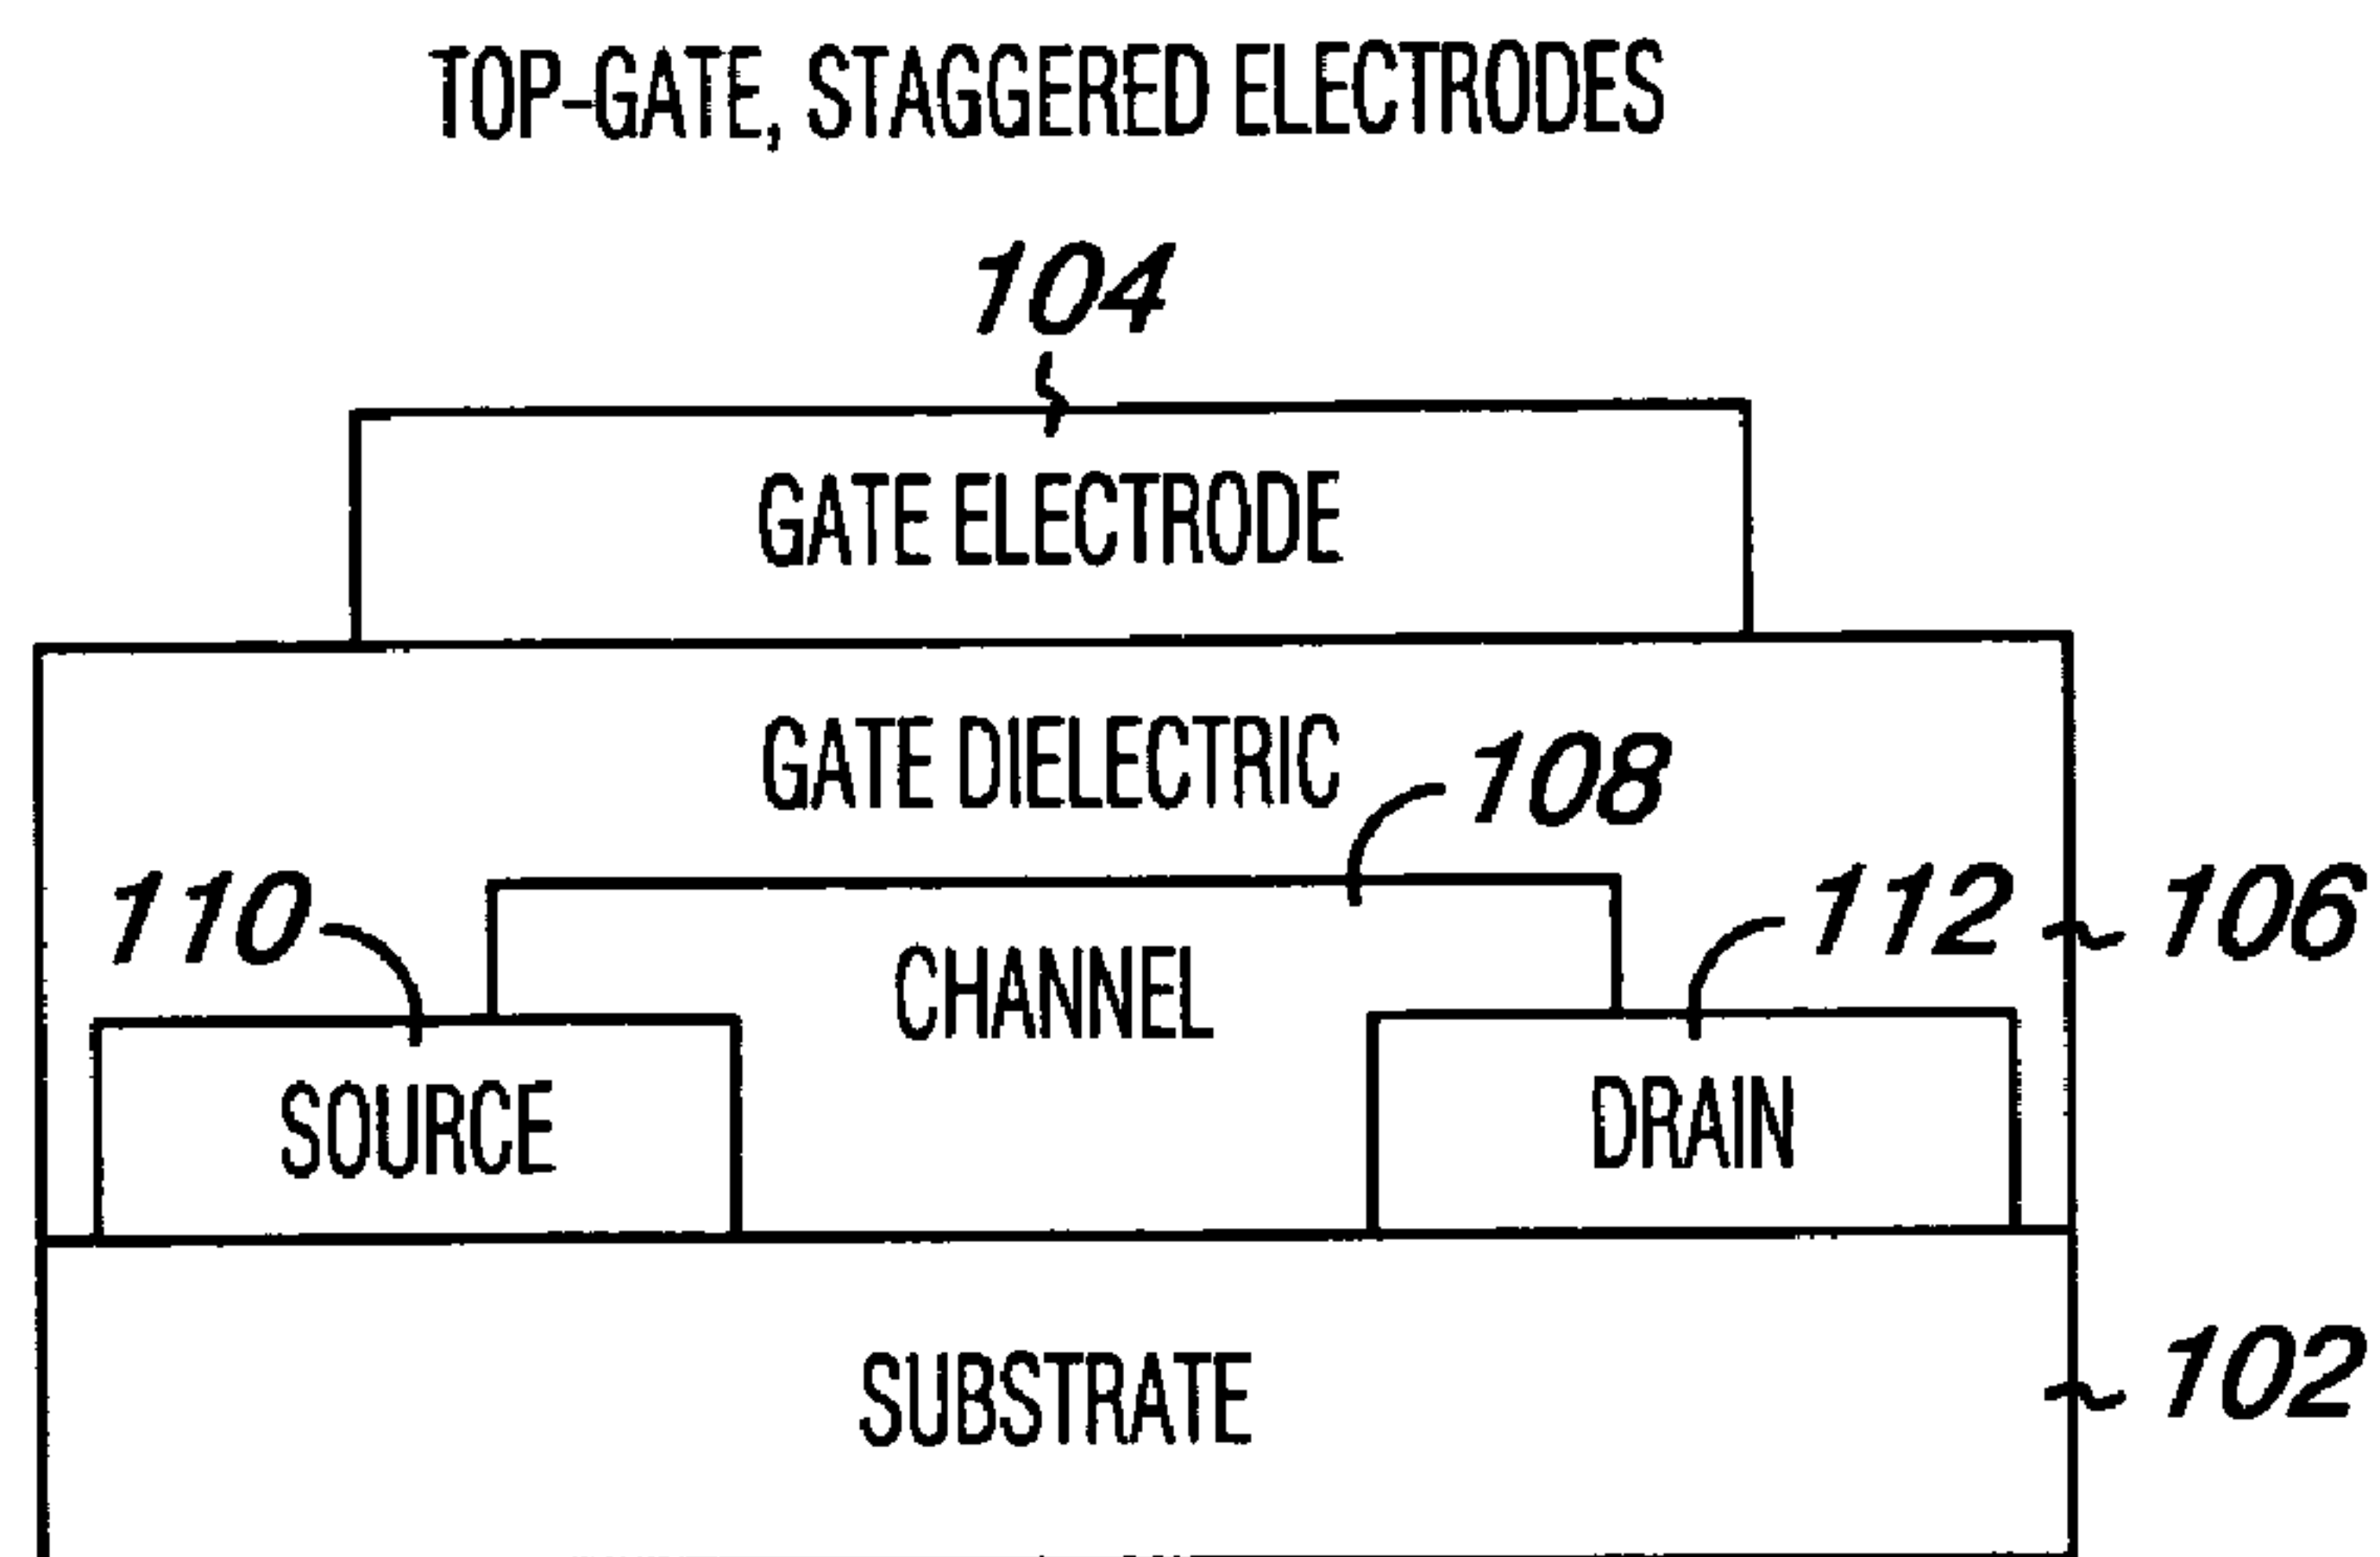 TOP-GATE, STAGGERED ELECTRODES
104
GATE ELECTRODE
GATE DIELECTRIC
108
110
112
106
CHANNEL
SOURCE
DRAIN
SUBSTRATE
102